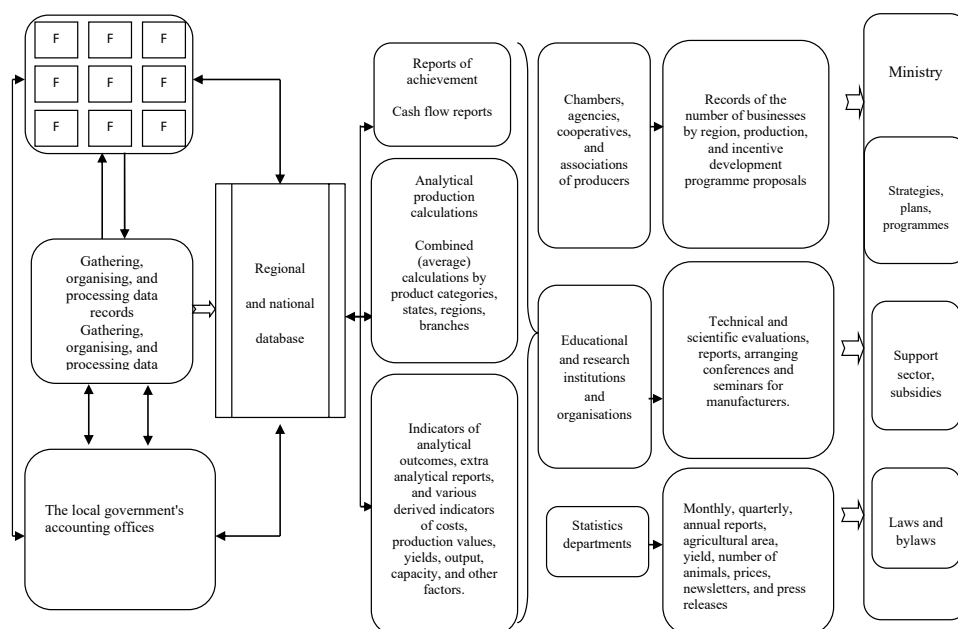 F F F
F F F
F F F
Gathering,
organising, and
processing data
records
Gathering,
organising, and
processing data
The local government's
accounting offices
Regional
and national
database
Reports of
achievement
Cash flow reports
Analytical
production
calculations
Combined
(average)
calculations by
product categories,
states, regions,
branches
Indicators of
analytical
outcomes, extra
analytical reports,
and various
derived indicators
of costs,
production values,
yields, output,
capacity, and other
factors.
Chambers,
agencies,
cooperatives,
and
associations
of producers
Educational
and research
institutions
and
organisations
Statistics
departments
Records of the
number of businesses
by region, production,
and incentive
development
programme proposals
Technical and
scientific evaluations,
reports, arranging
conferences and
seminars for
manufacturers.
Monthly, quarterly,
annual reports,
agricultural area,
yield, number of
animals, prices,
newsletters, and press
releases
Ministry
Strategies,
plans,
programmes
Support
sector,
subsidies
Laws and
bylaws